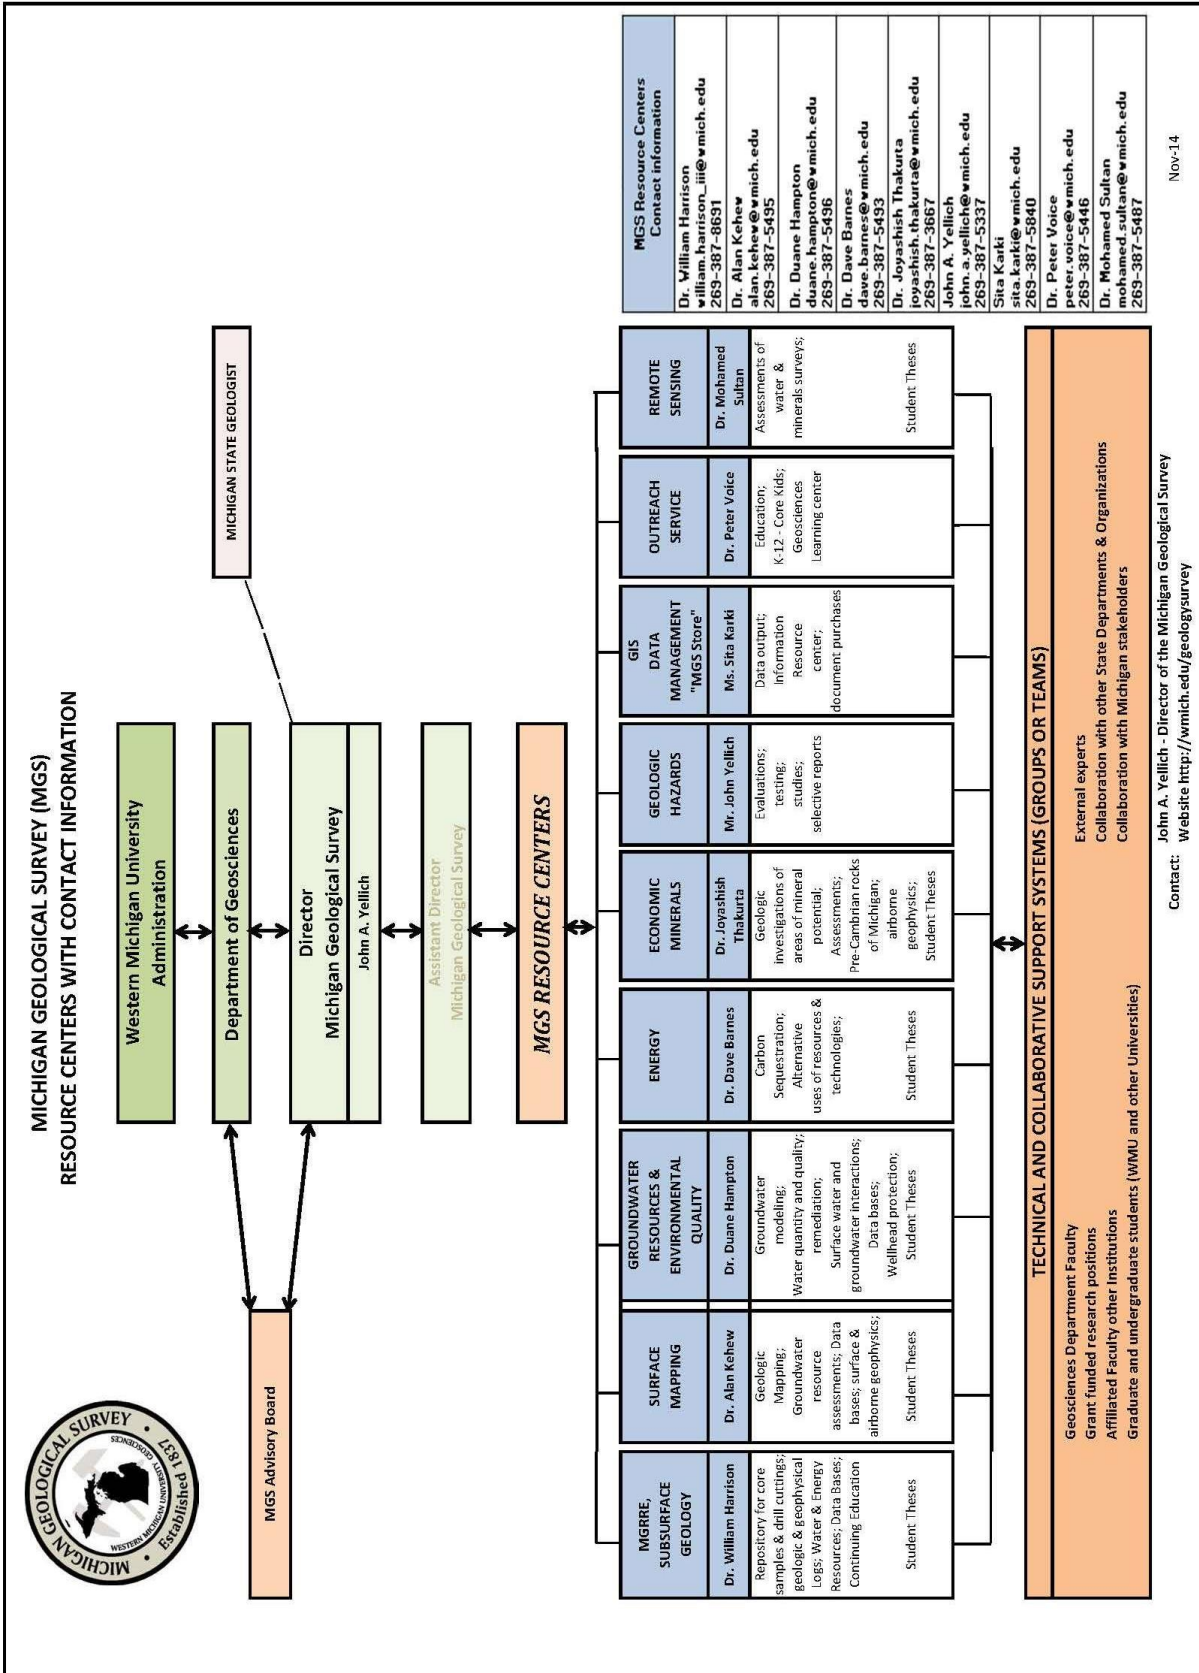 MICHIGAN GEOLOGICAL SURVEY (MGS)
RESOURCE CENTERS WITH CONTACT INFORMATION
MICHIGAN GEOLOGICAL SURVEY
WESTERN MICHIGAN UNIVERSITY GEOSCIENCES
Established 1837
Western Michigan University
Administration
Department of Geosciences
MICHIGAN STATE GEOLOGIST
MGS Advisory Board
Director
Michigan Geological Survey
John A. Yellich
Assistant Director
Michigan Geological Survey
MGS RESOURCE CENTERS
MGRRE,
SUBSURFACE
GEOLOGY
Dr. William Harrison
Repository for core
samples & drill cuttings;
geologic & geophysical
Logs; Water & Energy
Resources; Data Bases;
Continuing Education
Student Theses
SURFACE
MAPPING
Dr. Alan Kehew
Geologic
Mapping;
Groundwater
resource
assessments; Data
bases; surface &
airborne geophysics;
Student Theses
GROUNDWATER
RESOURCES &
ENVIRONMENTAL
QUALITY
Dr. Duane Hampton
Groundwater
modeling;
Water quantity and quality;
remediation;
Surface water and
groundwater interactions;
Data bases;
Wellhead protection;
Student Theses
ENERGY
Dr. Dave Barnes
Carbon
Sequestration;
Alternative
uses of resources &
technologies;
Student Theses
ECONOMIC
MINERALS
Dr. Joyashish
Thakurta
Geologic
investigations of
areas of mineral
potential;
Assessments;
Pre-Cambrian rocks
of Michigan;
airborne
geophysics;
Student Theses
GEOLOGIC
HAZARDS
Mr. John Yellich
Evaluations;
testing;
studies;
selective reports
GIS
DATA
MANAGEMENT
"MGS Store"
Ms. Sita Karki
Data output;
Information
Resource
center;
document purchases
OUTREACH
SERVICE
Dr. Peter Voice
Education;
K-12 - Core Kids;
Geosciences
Learning center
REMOTE
SENSING
Dr. Mohamed
Sultan
Assessments of
water &
minerals surveys;
Student Theses
MGS Resource Centers
Contact information
Dr. William Harrison
william.harrison_iii@wmich.edu
269-387-8691
Dr. Alan Kehev
alan.kehev@wmich.edu
269-387-5495
Dr. Duane Hampton
duane.hampton@wmich.edu
269-387-5496
Dr. Dave Barnes
dave.barnes@wmich.edu
269-387-5493
Dr. Joyashish Thakurta
joyashish.thakurta@wmich.edu
269-387-3667
John A. Yellich
john.a.yellich@wmich.edu
269-387-5337
Sita Karki
sita.karki@wmich.edu
269-387-5840
Dr. Peter Voice
peter.voice@wmich.edu
269-387-5446
Dr. Mohamed Sultan
mohamed.sultan@wmich.edu
269-387-5487
TECHNICAL AND COLLABORATIVE SUPPORT SYSTEMS (GROUPS OR TEAMS)
Geosciences Department Faculty
Grant funded research positions
Affiliated Faculty other Institutions
Graduate and undergraduate students (WMU and other Universities)
External experts
Collaboration with other State Departments & Organizations
Collaboration with Michigan stakeholders
Contact: John A. Yellich - Director of the Michigan Geological Survey
Website http://wmich.edu/geologysurvey
Nov-14